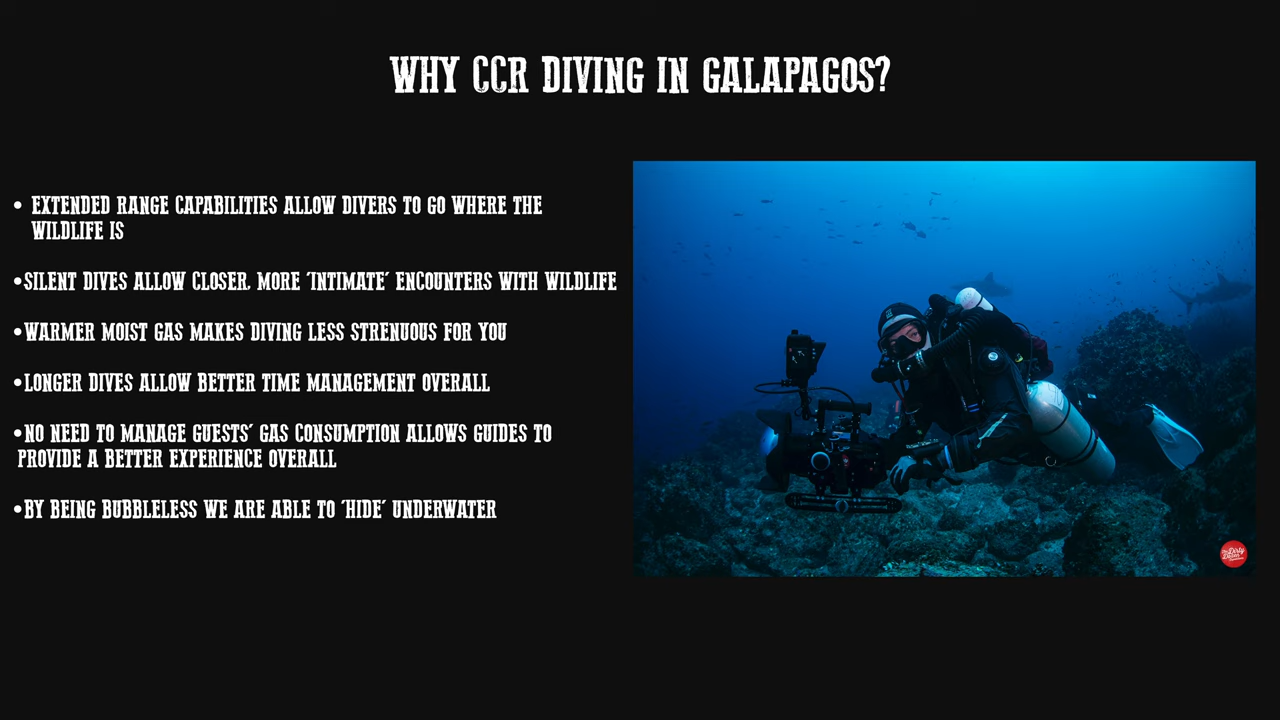 WHY CCR DIVING IN GALAPAGOS?
• EXTENDED RANGE CAPABILITIES ALLOW DIVERS TO GO WHERE THE
WILDLIFE IS
•SILENT DIVES ALLOW CLOSER, MORE 'INTIMATE' ENCOUNTERS WITH WILDLIFE
•WARMER MOIST GAS MAKES DIVING LESS STRENUOUS FOR YOU
•LONGER DIVES ALLOW BETTER TIME MANAGEMENT OVERALL
•NO NEED TO MANAGE GUESTS' GAS CONSUMPTION ALLOWS GUIDES TO
PROVIDE A BETTER EXPERIENCE OVERALL
•BY BEING BUBBLELESS WE ARE ABLE TO 'HIDE' UNDERWATER
Dirty
Dozen